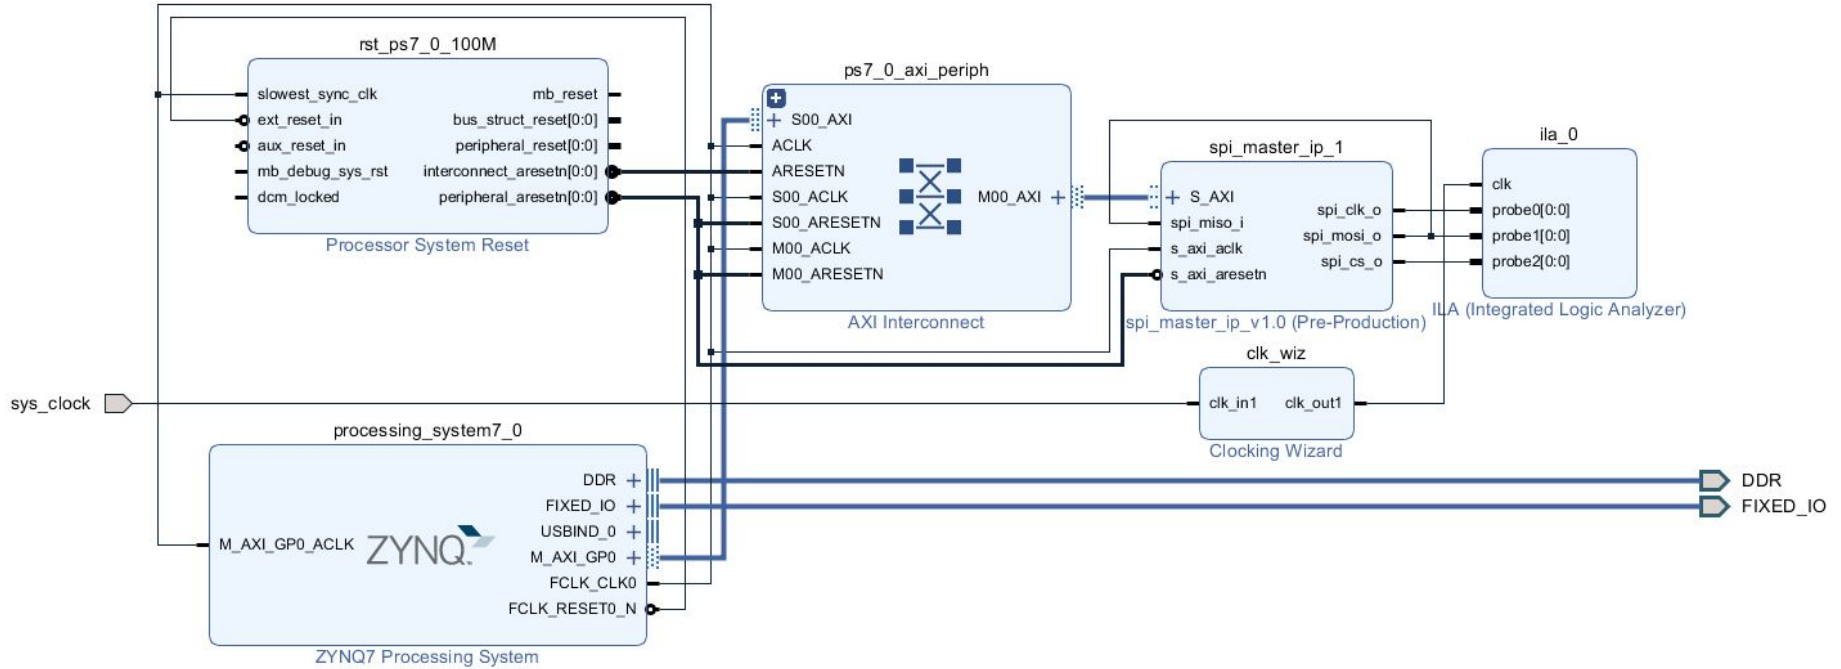 rst_ps7_0_100M
slowest_sync_clk
ext_reset_in
aux_reset_in
mb_debug_sys_rst
dcm_locked
mb_reset
bus_struct_reset[0:0]
peripheral_reset[0:0]
interconnect_aresetn[0:0]
peripheral_aresetn[0:0]
Processor System Reset
ps7_0_axi_periph
S00_AXI
ACLK
ARESETN
S00_ACLK
S00_ARESETN
M00_ACLK
M00_ARESETN
M00_AXI
AXI Interconnect
spi_master_ip_1
S_AXI
spi_miso_i
s_axi_aclk
s_axi_aresetn
spi_clk_o
spi_mosi_o
spi_cs_o
spi_master_ip_v1.0 (Pre-Production)
ila_0
clk
probe0[0:0]
probe1[0:0]
probe2[0:0]
ILA (Integrated Logic Analyzer)
clk_wiz
clk_in1
clk_out1
Clocking Wizard
sys_clock
processing_system7_0
M_AXI_GP0_ACLK
ZYNQ
DDR
FIXED_IO
USBIND_0
M_AXI_GP0
FCLK_CLK0
FCLK_RESET0_N
ZYNQ7 Processing System
DDR
FIXED_IO